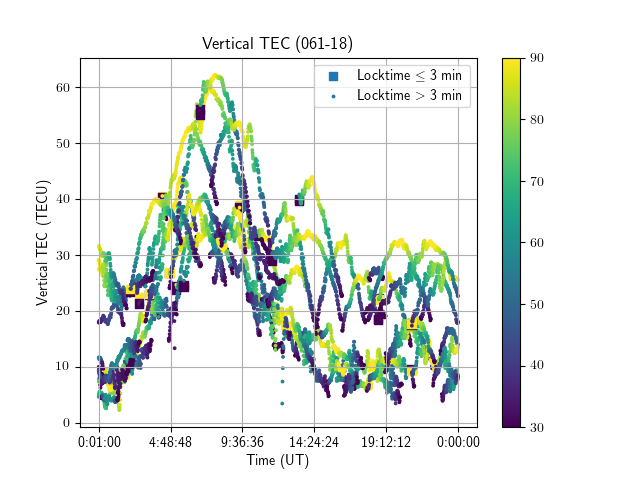 Vertical TEC (061-18)
Locktime ≤ 3 min
Locktime > 3 min
Vertical TEC (TECU)
60
50
40
30
20
10
0
0:01:00 4:48:48 9:36:36 14:24:24 19:12:12 0:00:00
Time (UT)
90
80
70
60
50
40
30